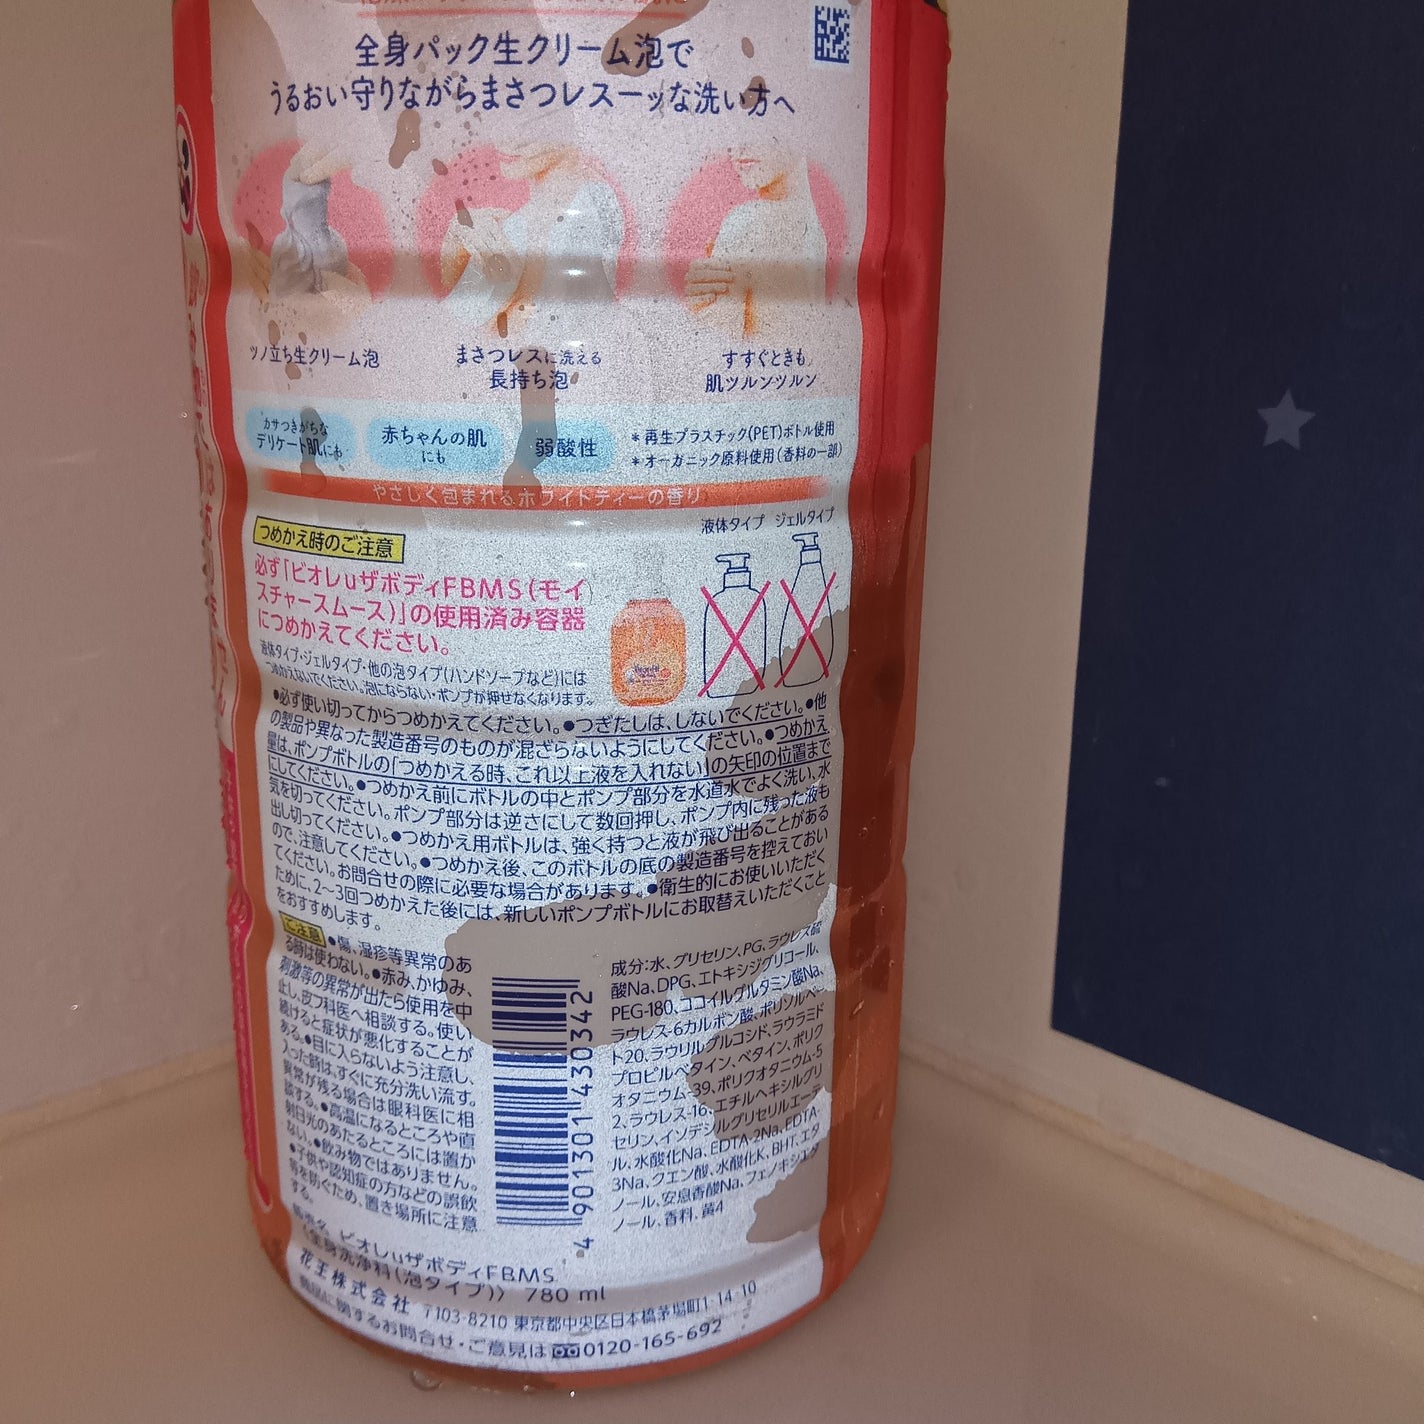 全身パック生クリーム泡で
うるおい守りながらまさつレスーッな洗い方へ
ツノ立ち生クリーム泡
まさつレスに洗える
長持ち泡
すすぐときも
肌ツルンツルン
カサつきがちな
デリケート肌にも
赤ちゃんの肌
にも
弱酸性
＊再生プラスチック(PET)ボトル使用
＊オーガニック原料使用(香料の一部)
やさしく包まれるホワイトティーの香り
つめかえ時のご注意
必ず「ビオレuザボディFBMS(モイ
スチャースムース)」の使用済み容器
につめかえてください。
液体タイプ・ジェルタイプ・他の泡タイプ(ハンドソープなど)には
つめかえないでください。泡にならない・ポンプが押せなくなります。
液体タイプ ジェルタイプ
●必ず使い切ってからつめかえてください。●つぎたしは、しないでください。●他
の製品や異なった製造番号のものが混ざらないようにしてください。●つめかえ
量は、ポンプボトルの「つめかえる時、これ以上液を入れない」の矢印の位置まで
にしてください。●つめかえ前にボトルの中とポンプ部分を水道水でよく洗い、水
気を切ってください。ポンプ部分は逆さにして数回押し、ポンプ内に残った液も
出し切ってください。●つめかえ用ボトルは、強く持つと液が飛び出ることがある
ので、注意してください。●つめかえ後、このボトルの底の製造番号を控えておい
てください。お問合せの際に必要な場合があります。●衛生的にお使いいただく
ために、2〜3回つめかえた後には、新しいポンプボトルにお取替えいただくこと
をおすすめします。
ご注意 ●傷、湿疹等異常のあ
る時は使わない。●赤み、かゆみ、
刺激等の異常が出たら使用を中
止し、皮フ科医へ相談する。使い
続けると症状が悪化することが
ある。●目に入らないよう注意し、
入った時は、すぐに充分洗い流す。
異常が残る場合は眼科医に相
談する。●高温になるところや直
射日光のあたるところには置か
ない。●飲み物ではありません。
●子供や認知症の方などの誤飲
等を防ぐため、置き場所に注意
する。
4 901301 430342
成分:水、グリセリン、PG、ラウレス硫
酸Na、DPG、エトキシジグリコール、
PEG-180、ココイルグルタミン酸Na、
ラウレス-6カルボン酸、ポリソルベー
ト20、ラウリルグルコシド、ラウラミド
プロピルベタイン、ベタイン、ポリク
オタニウム-39、ポリクオタニウム-5
2、ラウレス-16、エチルヘキシルグリ
セリン、イソデシルグリセリルエーテ
ル、水酸化Na、EDTA-2Na、EDTA-
3Na、クエン酸、水酸化K、BHT、エタ
ノール、安息香酸Na、フェノキシエタ
ノール、香料、黄4
販売名 ビオレuザボディFBMS
〈全身洗浄料(泡タイプ)〉 780 ml
花王株式会社 〒103-8210 東京都中央区日本橋茅場町1-14-10
商品に関するお問合せ・ご意見は 0120-165-692